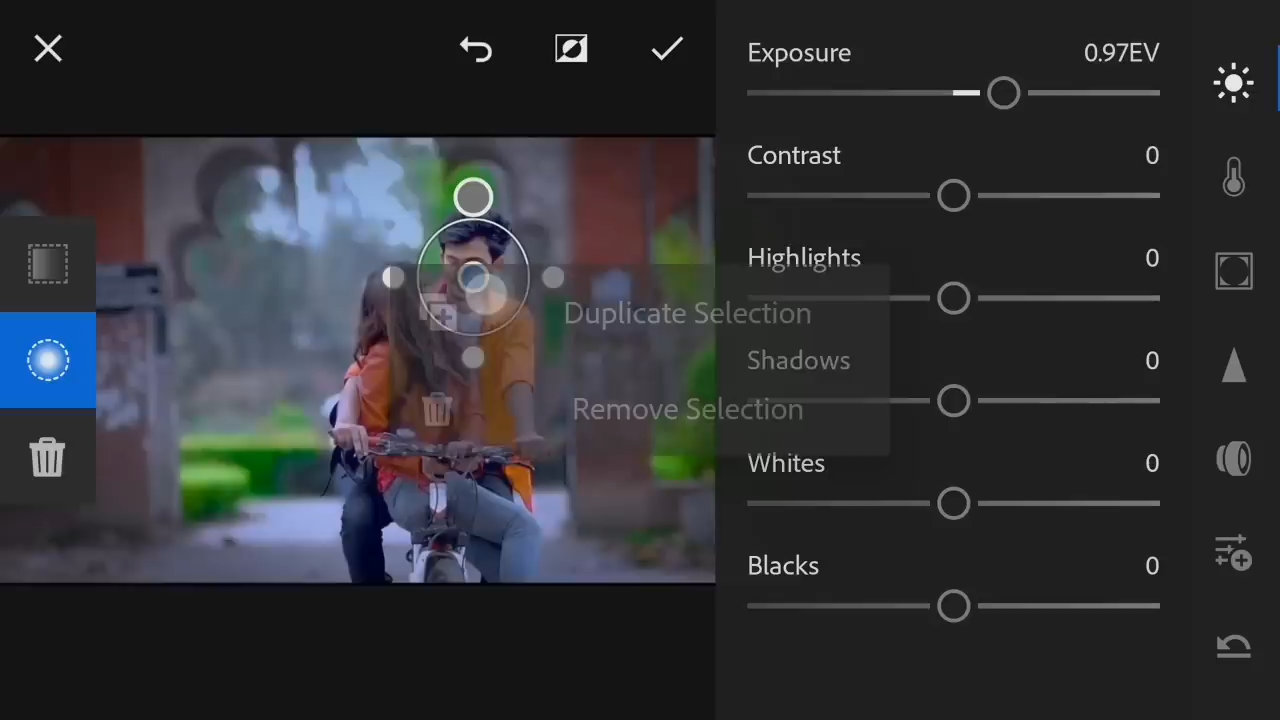 Exposure 0.97EV
Contrast 0
Highlights 0
Duplicate Selection
Shadows 0
Remove Selection
Whites 0
Blacks 0